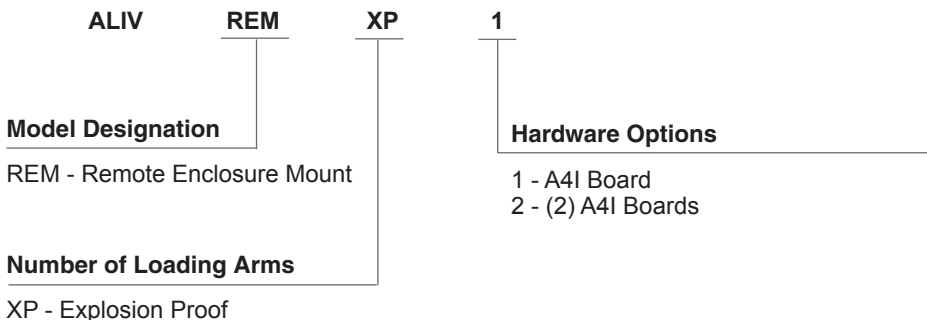 ALIV REM XP 1
Model Designation
REM - Remote Enclosure Mount
Hardware Options
1 - A4I Board
2 - (2) A4I Boards
Number of Loading Arms
XP - Explosion Proof